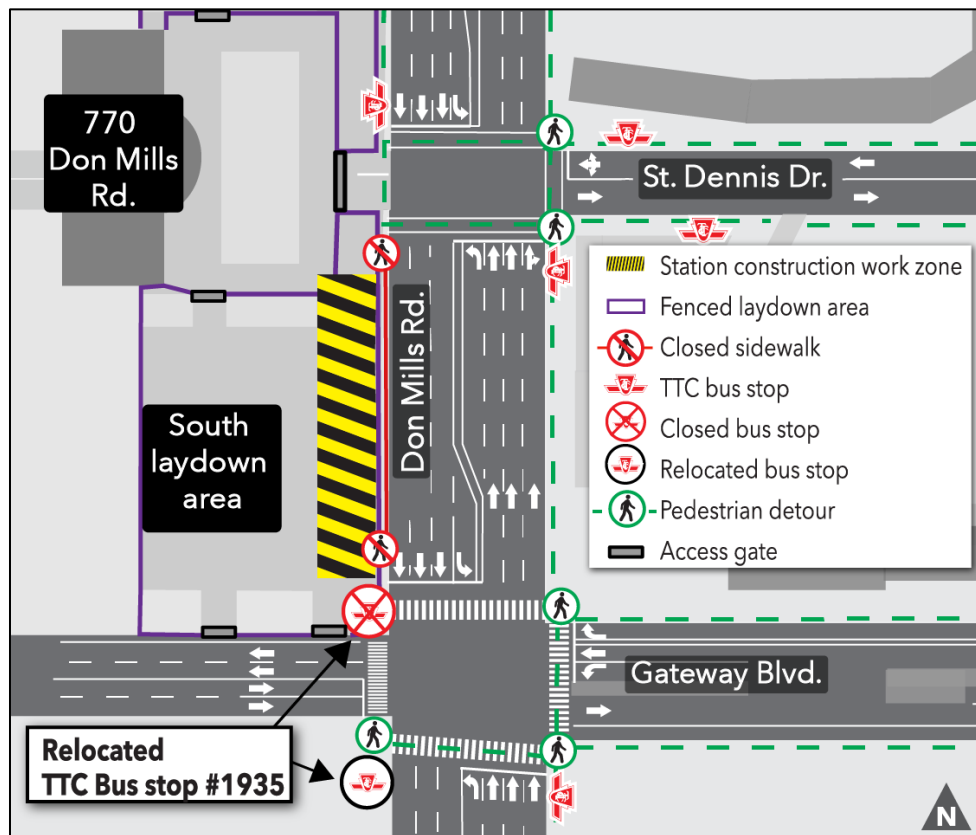 770
Don Mills
Rd.
St. Dennis Dr.
Station construction work zone
Fenced laydown area
Closed sidewalk
TTC bus stop
Closed bus stop
Relocated bus stop
Pedestrian detour
Access gate
Don Mills Rd.
South
laydown
area
Gateway Blvd.
Relocated
TTC Bus stop #1935
N